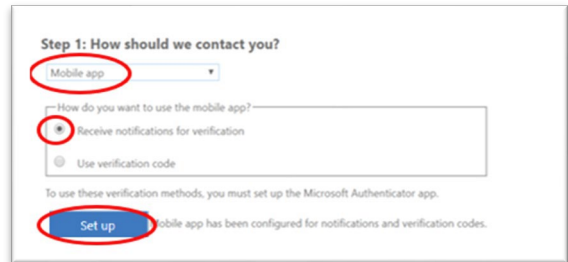 Step 1: How should we contact you?
Mobile app
How do you want to use the mobile app?
Receive notifications for verification
Use verification code
To use these verification methods, you must set up the Microsoft Authenticator app.
Set up Mobile app has been configured for notifications and verification codes.